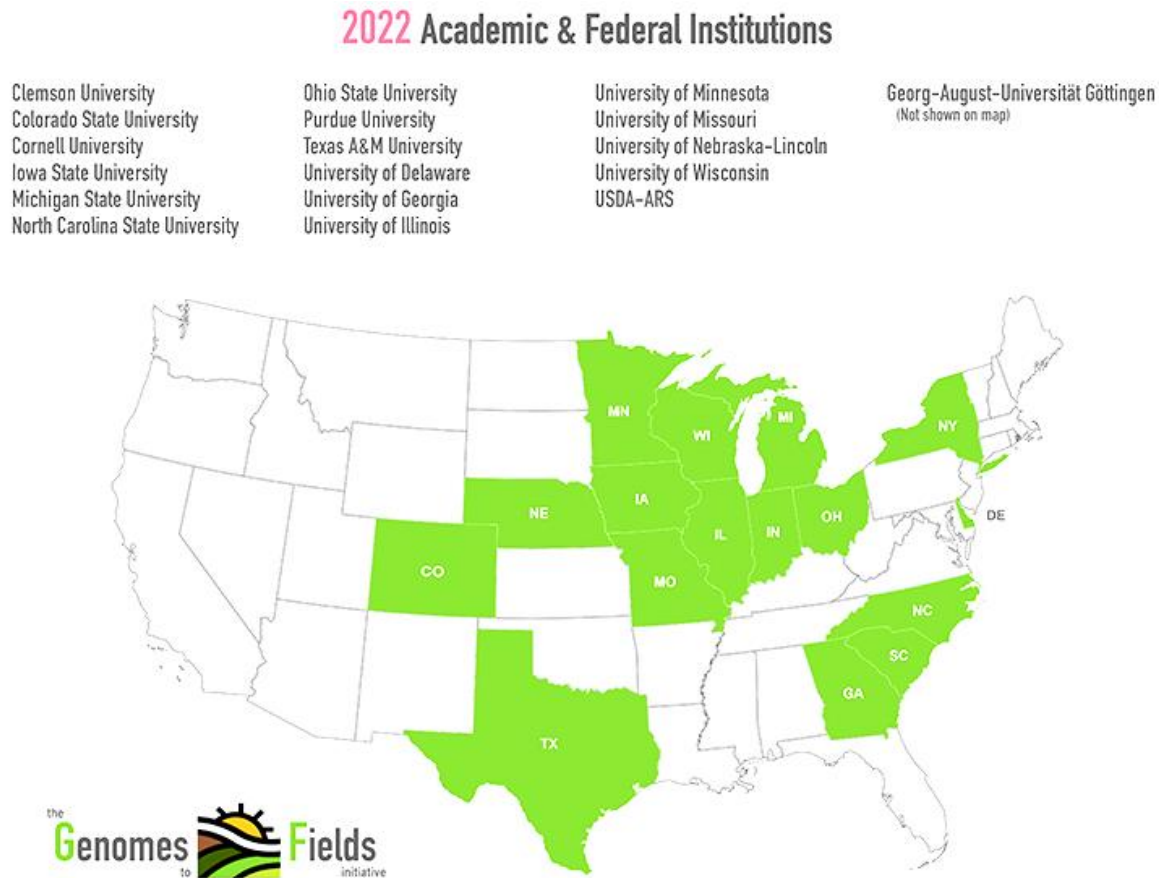 2022 Academic & Federal Institutions
Clemson University
Colorado State University
Cornell University
Iowa State University
Michigan State University
North Carolina State University
Ohio State University
Purdue University
Texas A&M University
University of Delaware
University of Georgia
University of Illinois
University of Minnesota
University of Missouri
University of Nebraska-Lincoln
University of Wisconsin
USDA-ARS
Georg-August-Universität Göttingen
(Not shown on map)
MN
WI
MI
NY
NE
IA
IL
IN
OH
DE
CO
MO
NC
SC
GA
TX
the
Genomes
to
Fields
initiative